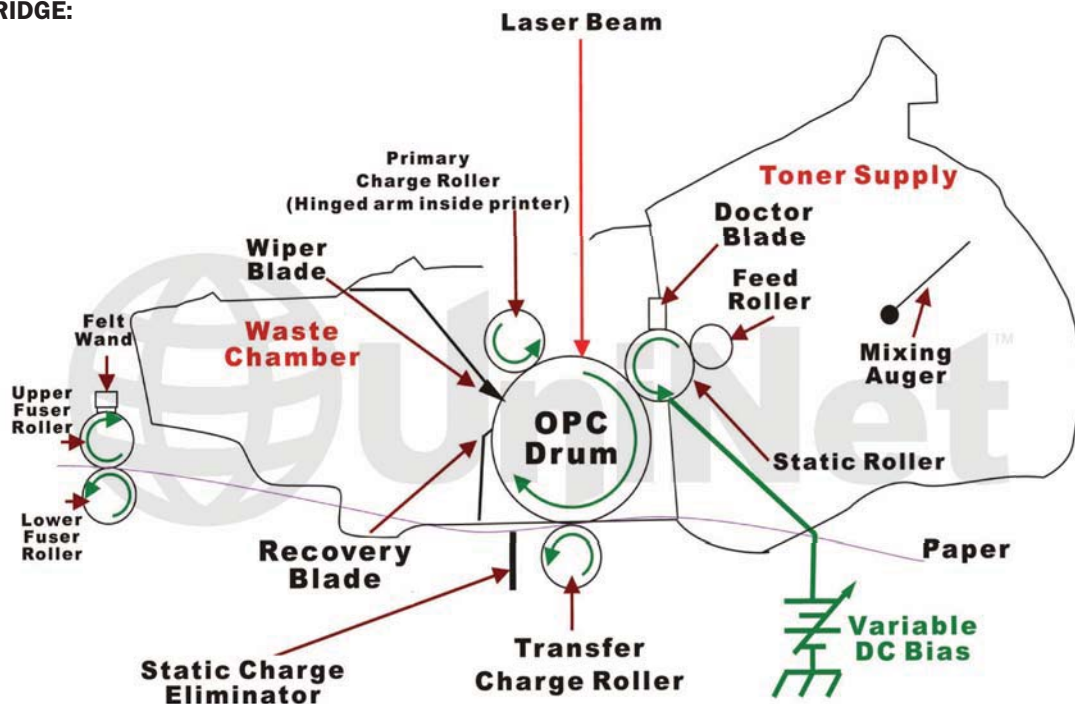 RIDGE:
Laser Beam
Primary
Charge Roller
(Hinged arm inside printer)
Toner Supply
Doctor
Blade
Wiper
Blade
Feed
Roller
Felt
Wand
Waste
Chamber
Mixing
Auger
Upper
Fuser
Roller
OPC
Drum
Static Roller
Lower
Fuser
Roller
Recovery
Blade
Paper
Static Charge
Eliminator
Transfer
Charge Roller
Variable
DC Bias
UniNet™